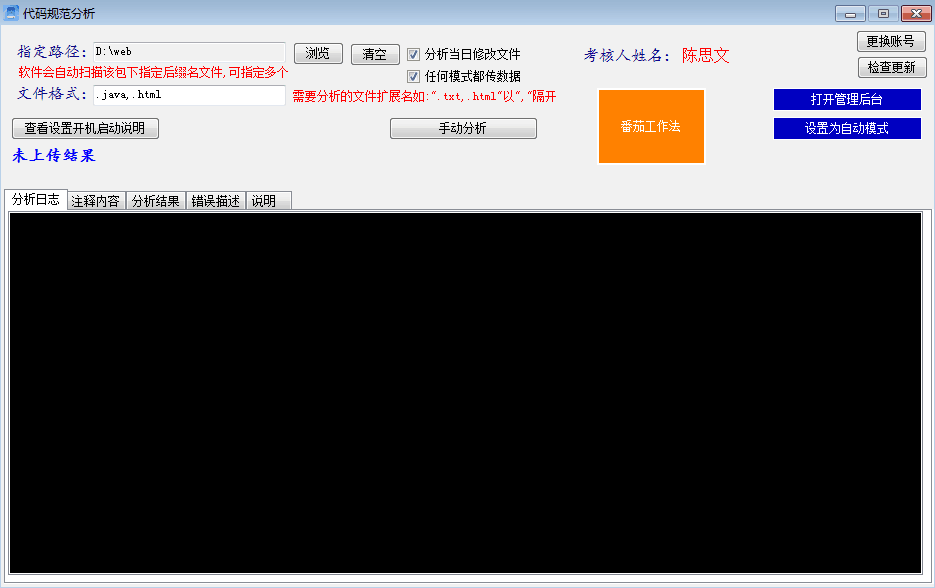 代码规范分析
指定路径: D:\web 浏览 清空 分析当日修改文件 考核人姓名: 陈思文 更换账号
软件会自动扫描该包下指定后缀名文件,可指定多个 任何模式都传数据 检查更新
文件格式: .java,.html 需要分析的文件扩展名如:“.txt,.html“以“,“隔开 打开管理后台
查看设置开机启动说明 手动分析 番茄工作法 设置为自动模式
未上传结果
分析日志 注释内容 分析结果 错误描述 说明